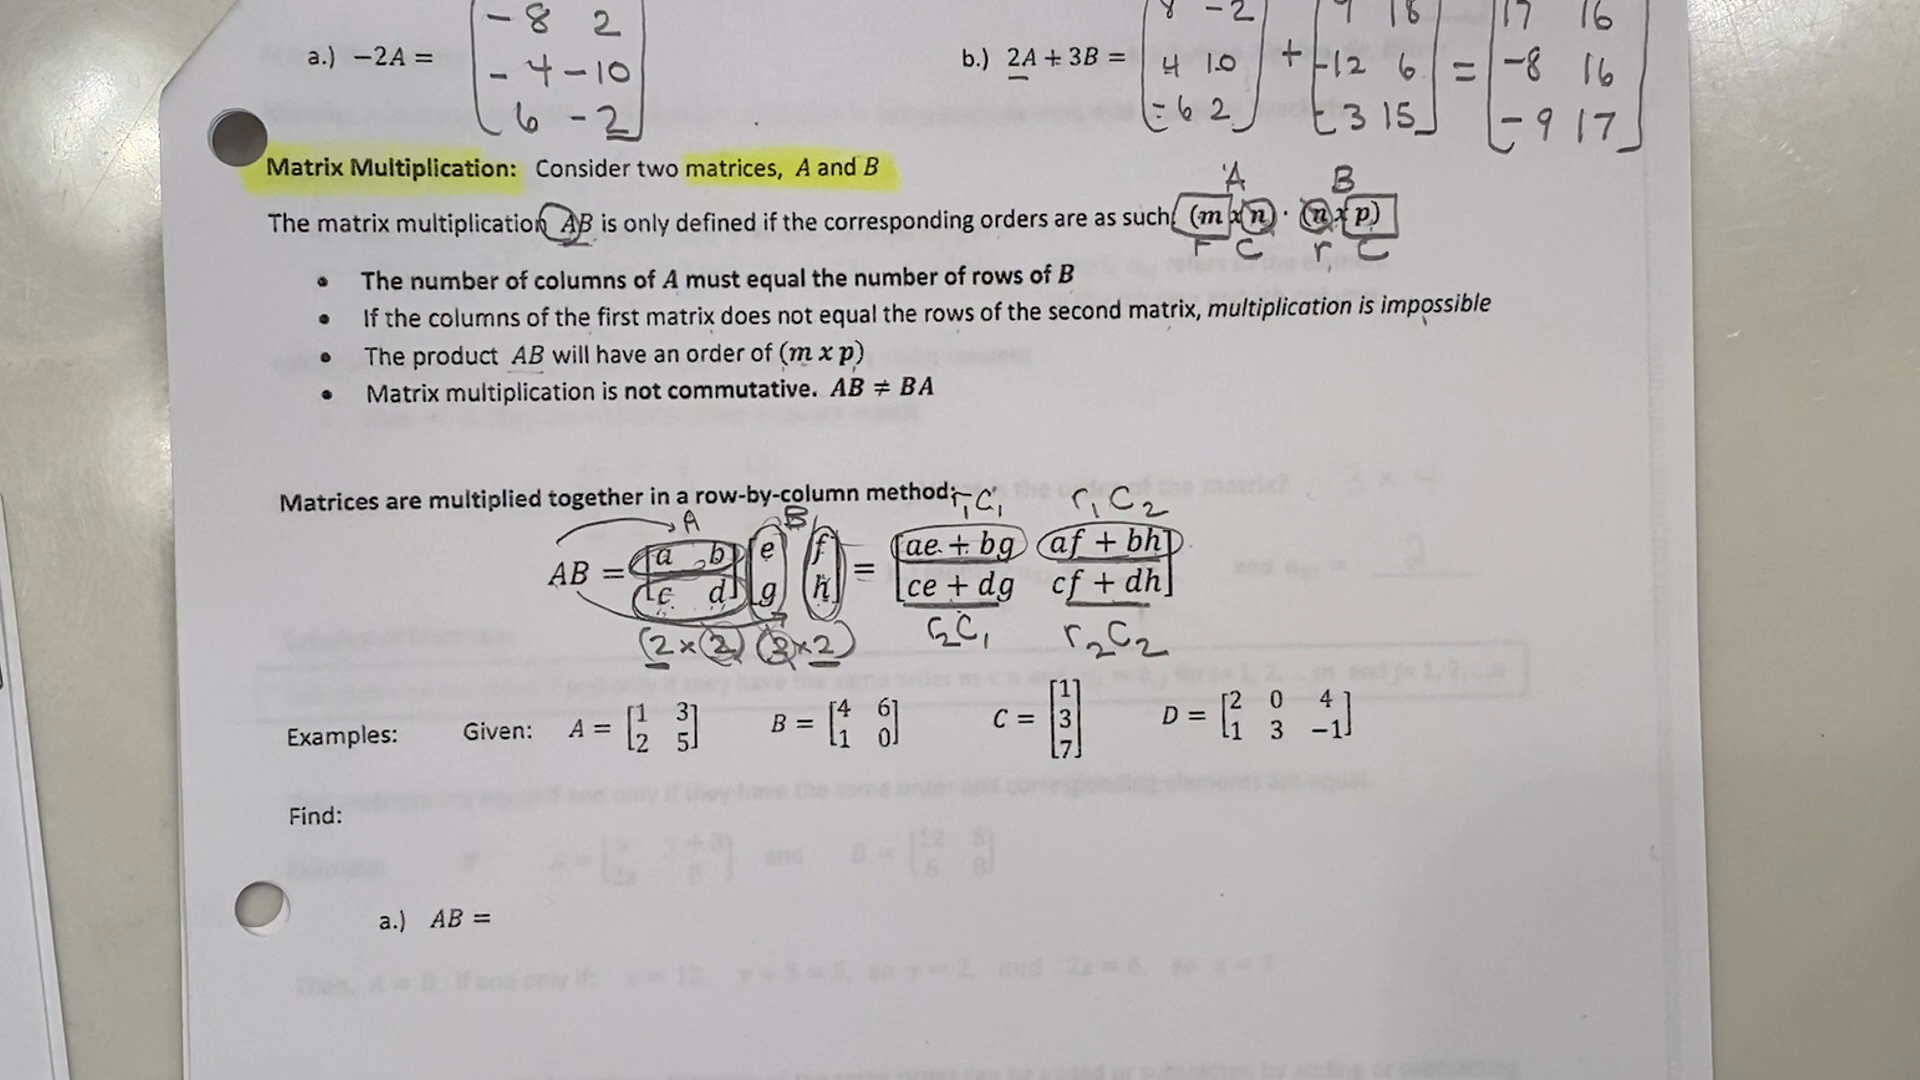 a.) −2A = [−8 2
−4 −10
6 −2]
b.) 2A + 3B = [8 −2
4 10
−6 2] + [9 18
−12 6
−3 15] = [17 16
−8 16
−9 17]
Matrix Multiplication: Consider two matrices, A and B
A B
The matrix multiplication AB is only defined if the corresponding orders are as such: (m x n) · (n x p)
r C r C
• The number of columns of A must equal the number of rows of B
• If the columns of the first matrix does not equal the rows of the second matrix, multiplication is impossible
• The product AB will have an order of (m x p)
• Matrix multiplication is not commutative. AB ≠ BA
Matrices are multiplied together in a row-by-column method: r₁C₁ r₁C₂
A B
AB = [a b
c d] [e f
g h] = [ae + bg af + bh
ce + dg cf + dh]
(2×2) (2×2) r₂C₁ r₂C₂
Examples: Given: A = [1 3
2 5] B = [4 6
1 0] C = [1
3
7] D = [2 0 4
1 3 −1]
Find:
a.) AB =